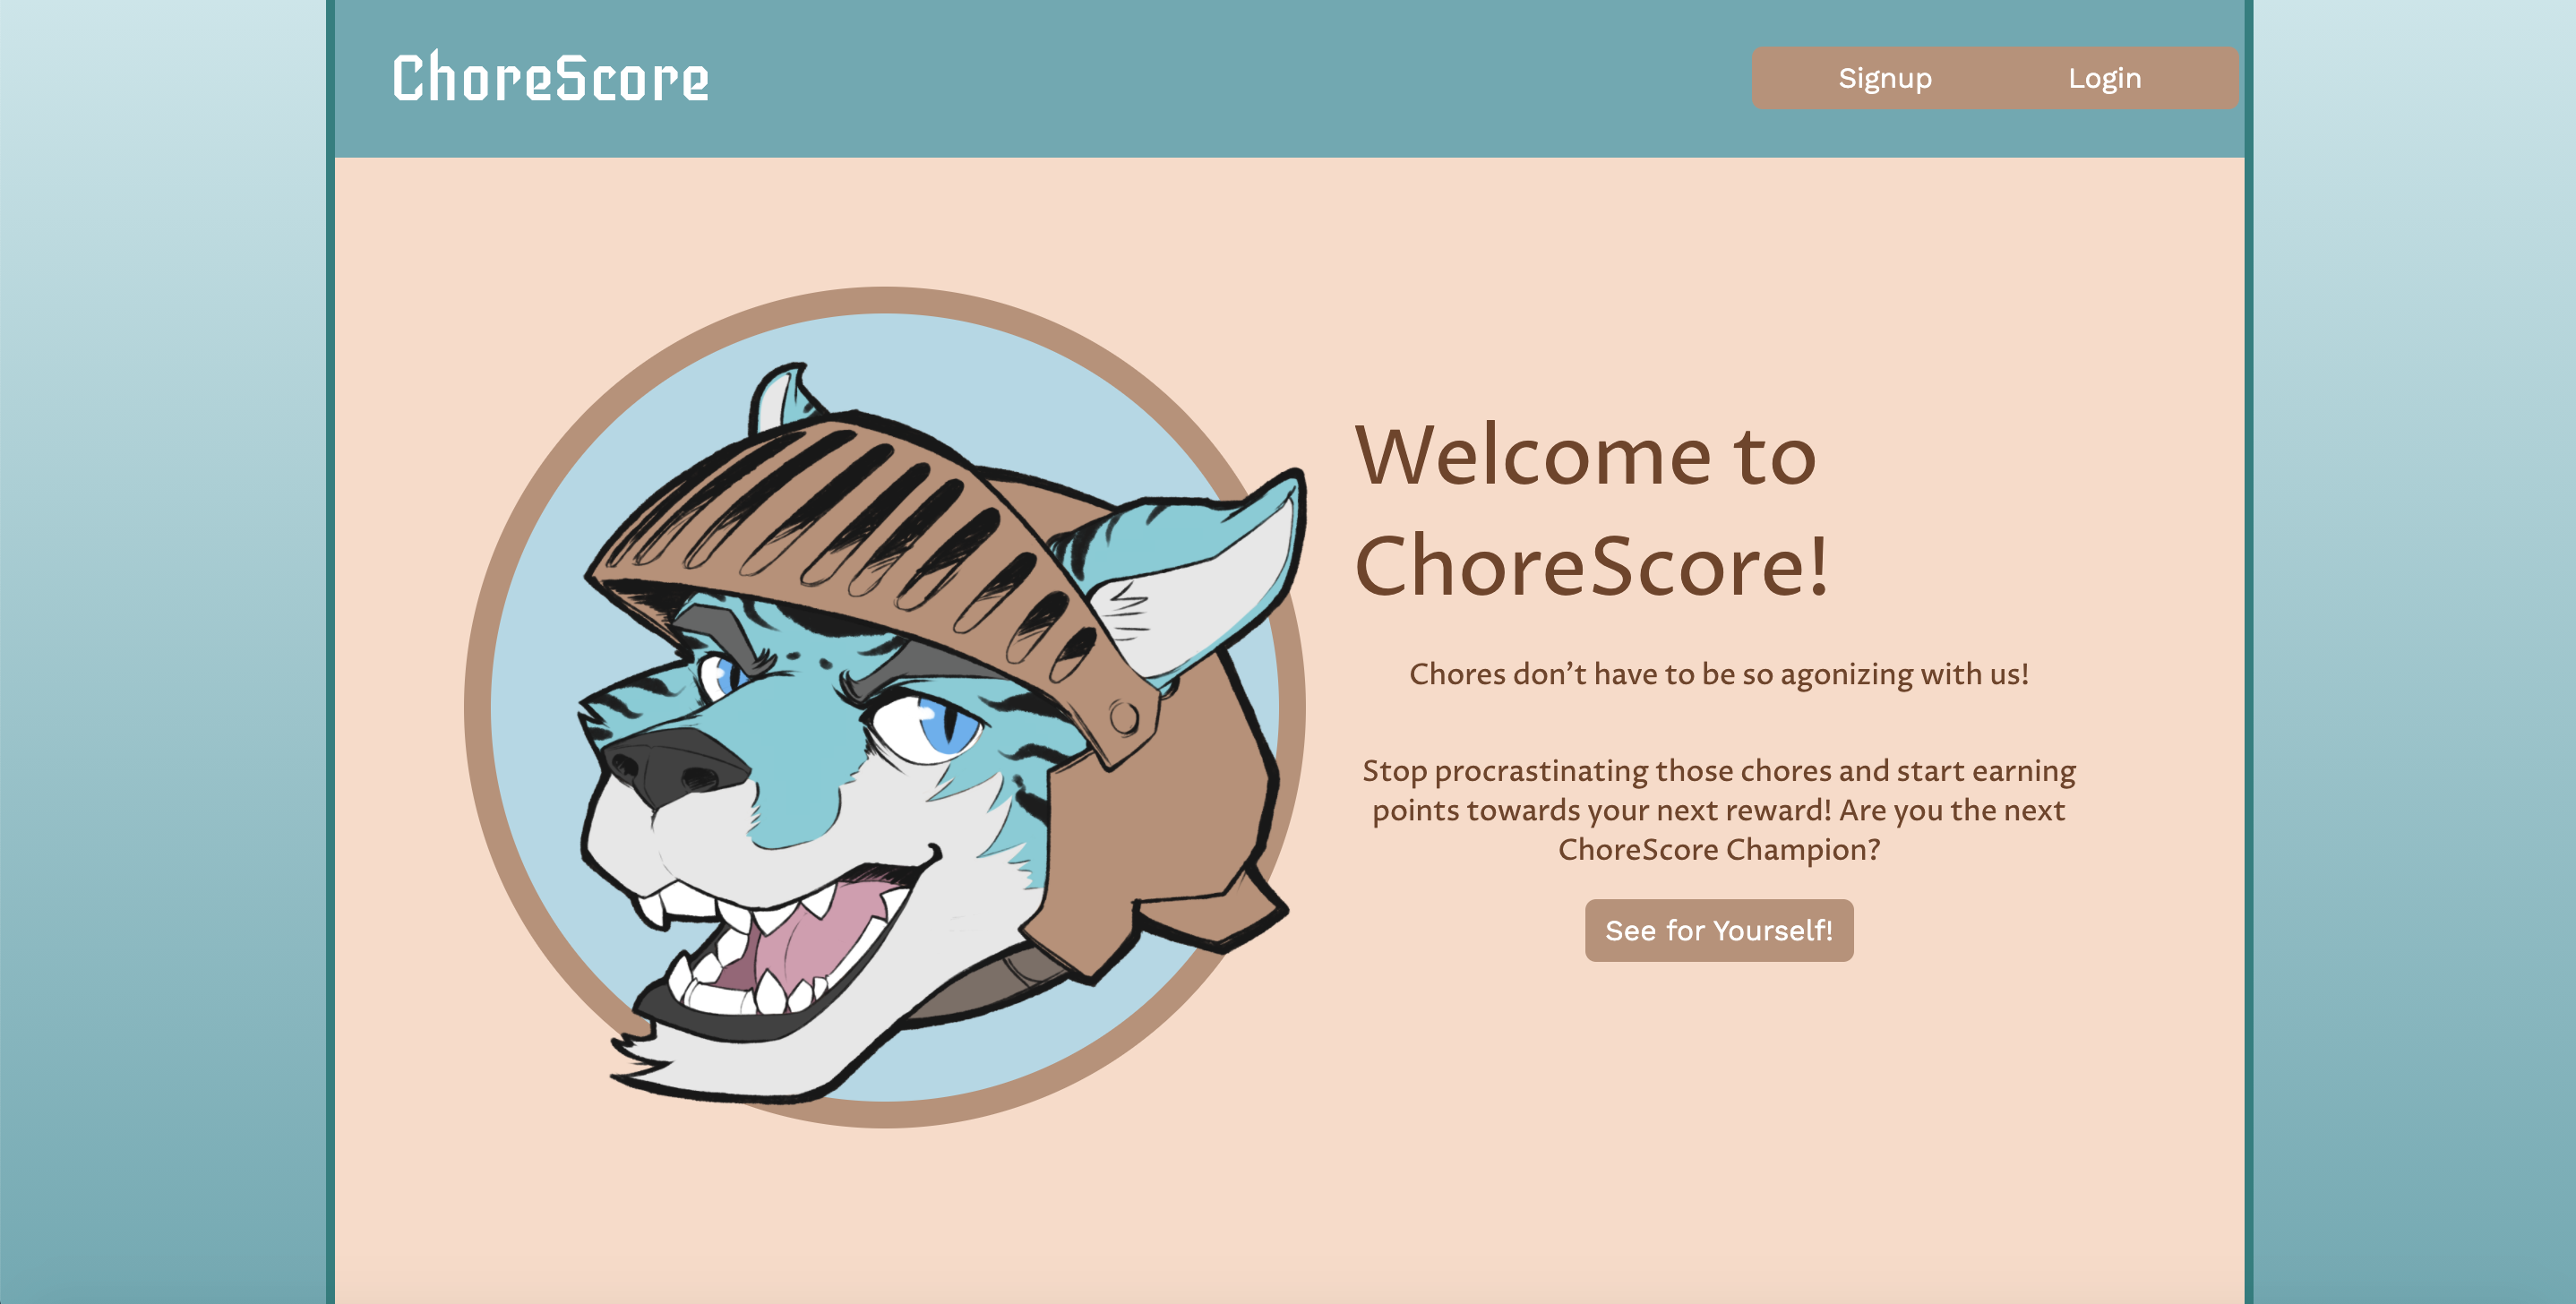 ChoreScore
Signup Login
Welcome to
ChoreScore!
Chores don’t have to be so agonizing with us!
Stop procrastinating those chores and start earning
points towards your next reward! Are you the next
ChoreScore Champion?
See for Yourself!